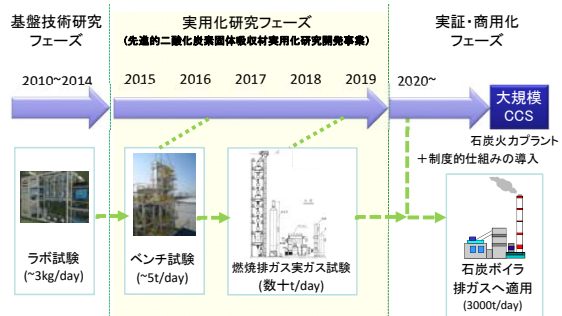 基盤技術研究
フェーズ
実用化研究フェーズ
(先進的二酸化炭素固体吸収材実用化研究開発事業)
実証・商用化
フェーズ
2010~2014
2015
2016
2017
2018
2019
2020~
大規模
CCS
石炭火力プラント
＋制度的仕組みの導入
ラボ試験
(~3kg/day)
ベンチ試験
(~5t/day)
燃焼排ガス実ガス試験
(数十t/day)
石炭ボイラ
排ガスへ適用
(3000t/day)